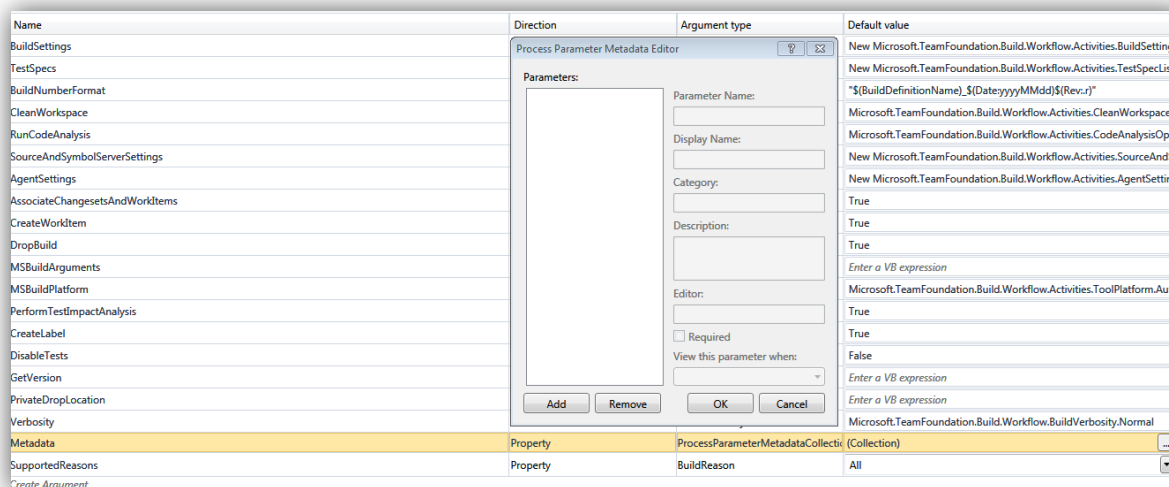 Name Direction Argument type Default value
BuildSettings New Microsoft.TeamFoundation.Build.Workflow.Activities.BuildSetting
Process Parameter Metadata Editor
TestSpecs New Microsoft.TeamFoundation.Build.Workflow.Activities.TestSpecLis
Parameters:
BuildNumberFormat "$(BuildDefinitionName)_$(Date:yyyyMMdd)$(Rev:.r)"
Parameter Name:
CleanWorkspace Microsoft.TeamFoundation.Build.Workflow.Activities.CleanWorkspace
RunCodeAnalysis Microsoft.TeamFoundation.Build.Workflow.Activities.CodeAnalysisOp
Display Name:
SourceAndSymbolServerSettings New Microsoft.TeamFoundation.Build.Workflow.Activities.SourceAnd
AgentSettings New Microsoft.TeamFoundation.Build.Workflow.Activities.AgentSettin
Category:
AssociateChangesetsAndWorkItems True
CreateWorkItem True
Description:
DropBuild True
MSBuildArguments Enter a VB expression
MSBuildPlatform Microsoft.TeamFoundation.Build.Workflow.Activities.ToolPlatform.Au
Editor:
PerformTestImpactAnalysis True
CreateLabel True
Required
DisableTests False
View this parameter when:
GetVersion Enter a VB expression
PrivateDropLocation Enter a VB expression
Add Remove OK Cancel
Verbosity Microsoft.TeamFoundation.Build.Workflow.BuildVerbosity.Normal
Metadata Property ProcessParameterMetadataCollectio (Collection) ...
SupportedReasons Property BuildReason All
Create Argument